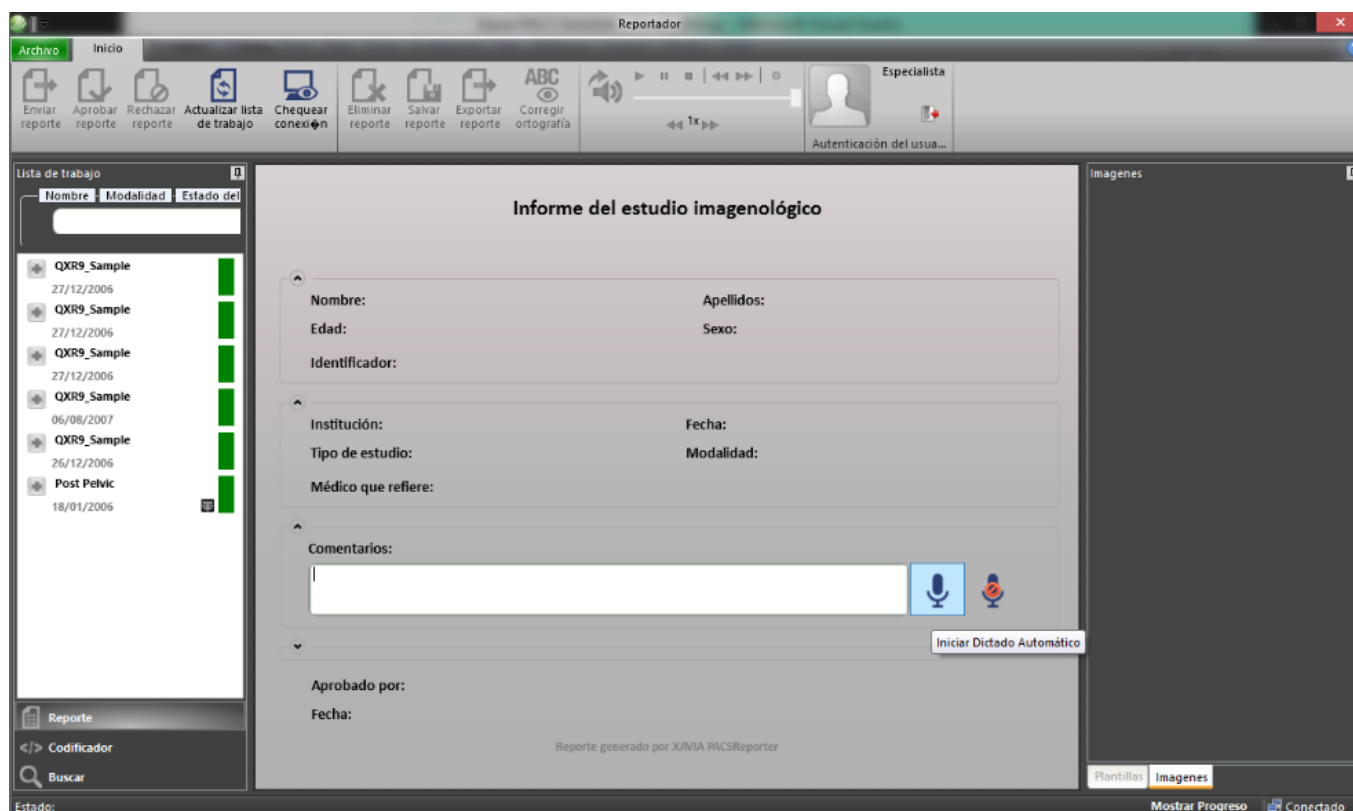 Reportador
Archivo Inicio
Enviar reporte
Aprobar reporte
Rechazar reporte
Actualizar lista de trabajo
Chequear conexi�n
Eliminar reporte
Salvar reporte
Exportar reporte
ABC
Corregir ortografía
1x
Especialista
Autenticación del usua...
Lista de trabajo
Nombre Modalidad Estado del
QXR9_Sample
27/12/2006
QXR9_Sample
27/12/2006
QXR9_Sample
27/12/2006
QXR9_Sample
06/08/2007
QXR9_Sample
26/12/2006
Post Pelvic
18/01/2006
Reporte
</> Codificador
Buscar
Informe del estudio imagenológico
Nombre: Apellidos:
Edad: Sexo:
Identificador:
Institución: Fecha:
Tipo de estudio: Modalidad:
Médico que refiere:
Comentarios:
Iniciar Dictado Automático
Aprobado por:
Fecha:
Reporte generado por XAVIA PACSReporter
Imagenes
Plantillas Imagenes
Estado: Mostrar Progreso Conectado